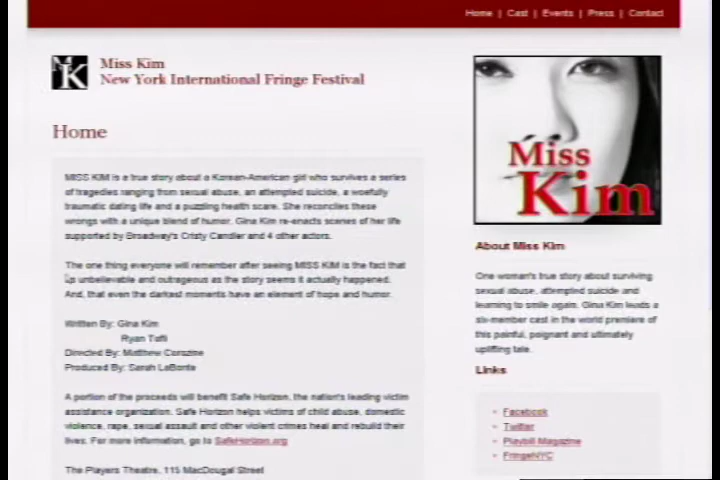 Home | Cast | Events | Press | Contact
MK
Miss Kim
New York International Fringe Festival
Home
MISS KIM is a true story about a Korean-American girl who survives a series
of tragedies ranging from sexual abuse, an attempted suicide, a woefully
traumatic dating life and a puzzling health scare. She reconciles these
wrongs with a unique blend of humor. Gina Kim re-enacts scenes of her life
supported by Broadway's Cristy Candler and 4 other actors.
The one thing everyone will remember after seeing MISS KIM is the fact that
as unbelievable and outrageous as the story seems it actually happened.
And, that even the darkest moments have an element of hope and humor.
Written By: Gina Kim
Ryan Tofil
Directed By: Matthew Corozine
Produced By: Sarah LaBonte
A portion of the proceeds will benefit Safe Horizon, the nation's leading victim
assistance organization. Safe Horizon helps victims of child abuse, domestic
violence, rape, sexual assault and other violent crimes heal and rebuild their
lives. For more information, go to SafeHorizon.org
The Players Theatre, 115 MacDougal Street
Miss
Kim
About Miss Kim
One woman's true story about surviving
sexual abuse, attempted suicide and
learning to smile again. Gina Kim leads a
six-member cast in the world premiere of
this painful, poignant and ultimately
uplifting tale.
Links
Facebook
Twitter
Playbill Magazine
FringeNYC